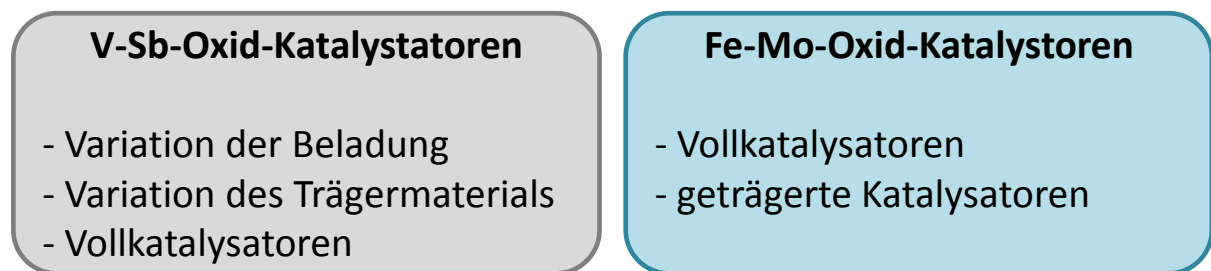 V-Sb-Oxid-Katalystatoren
- Variation der Beladung
- Variation des Trägermaterials
- Vollkatalysatoren
Fe-Mo-Oxid-Katalystoren
- Vollkatalysatoren
- geträgerte Katalysatoren